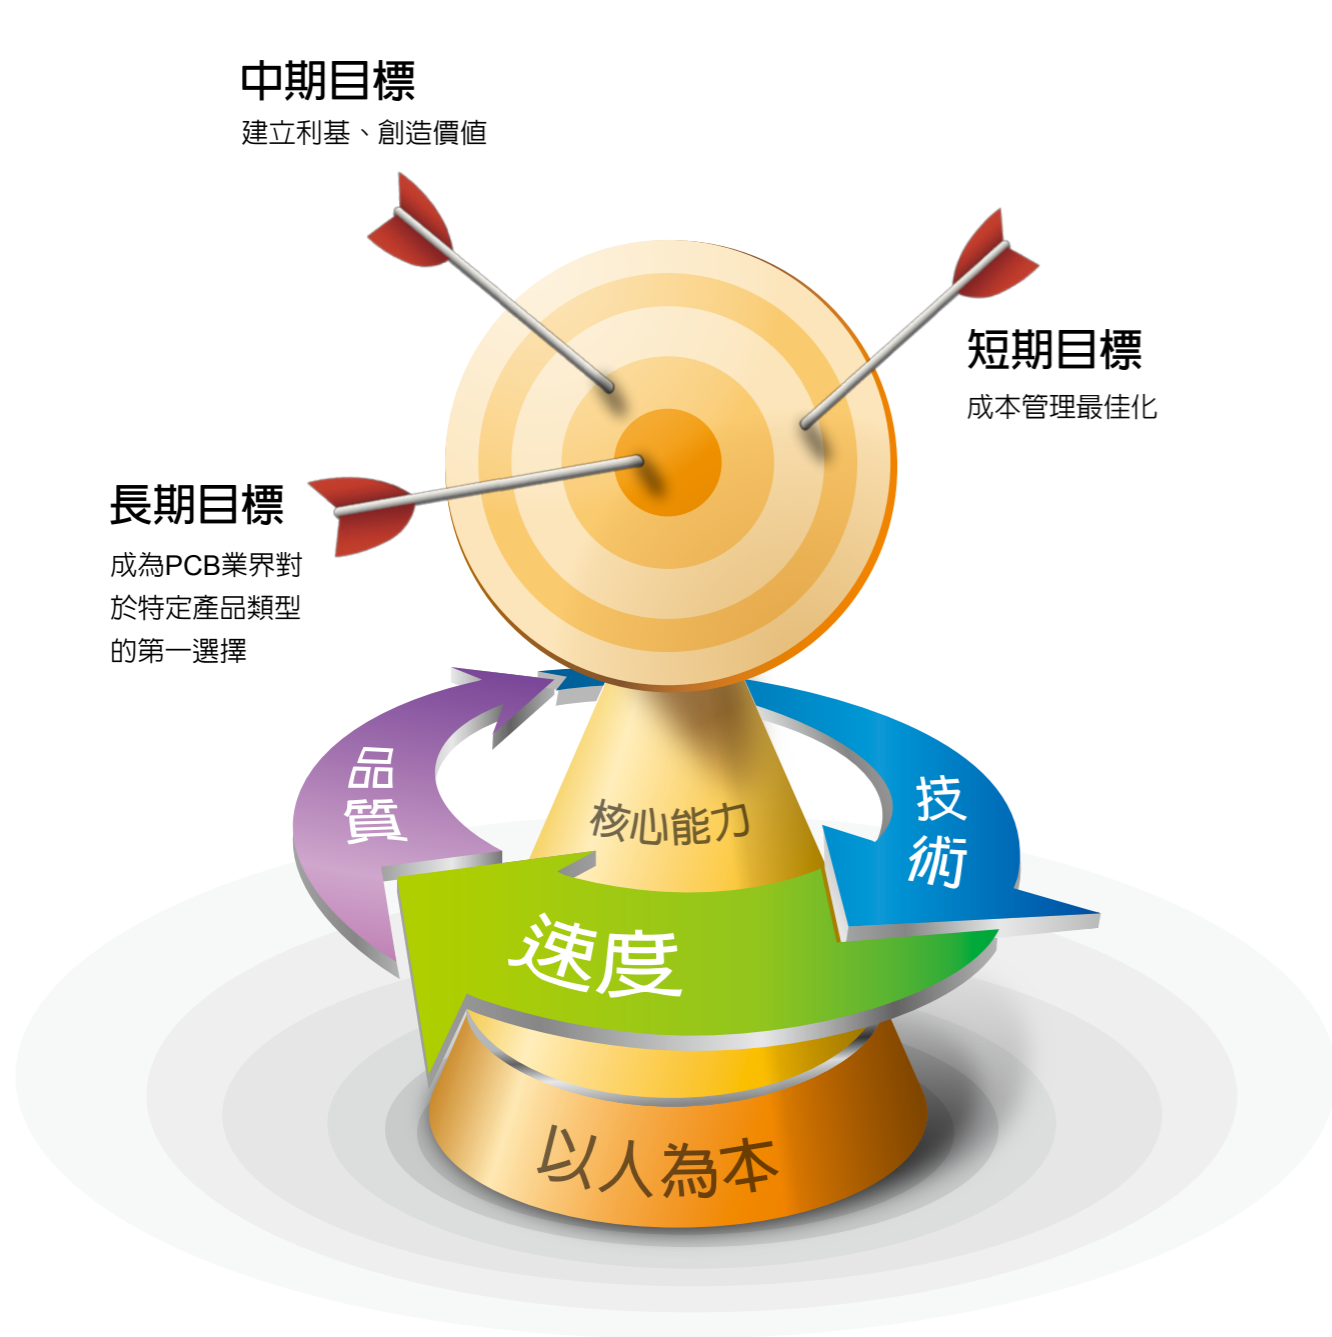 中期目標
建立利基、創造價值
短期目標
成本管理最佳化
長期目標
成為PCB業界對
於特定產品類型
的第一選擇
品質
技術
核心能力
速度
以人為本